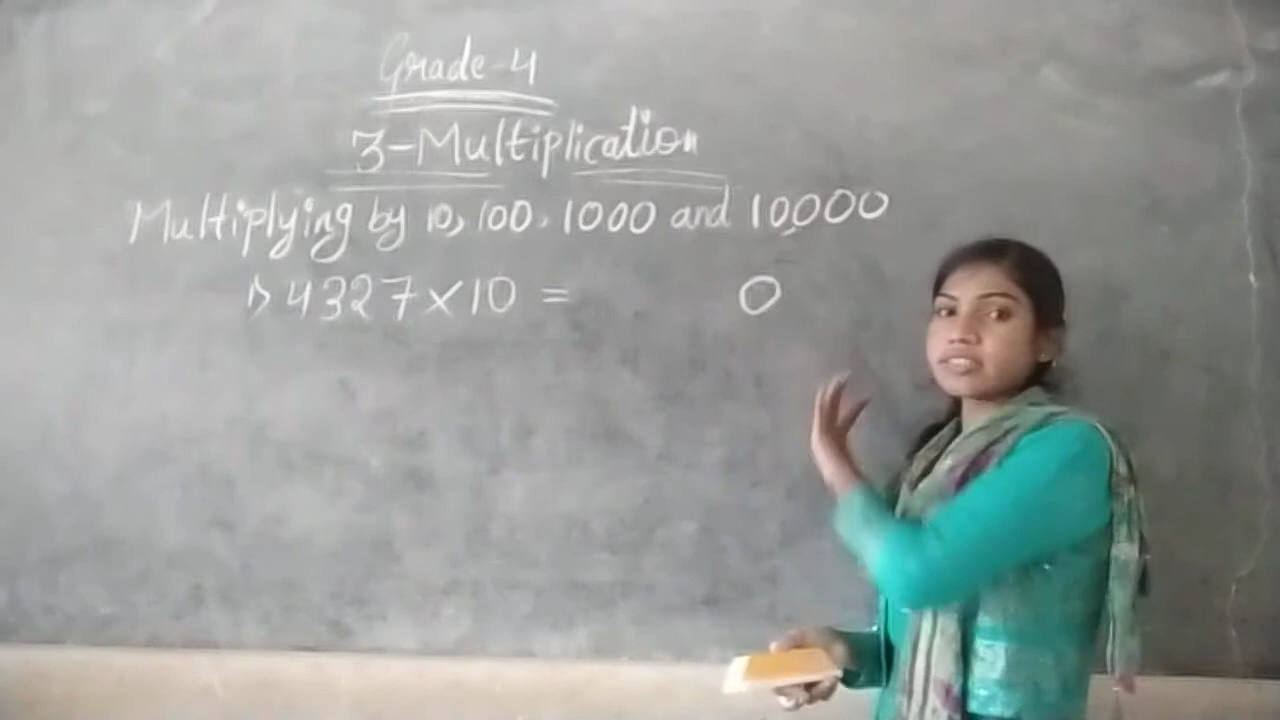 Grade-4
3-Multiplication
Multiplying by 10, 100, 1000 and 10,000
1) 4327×10 = 0